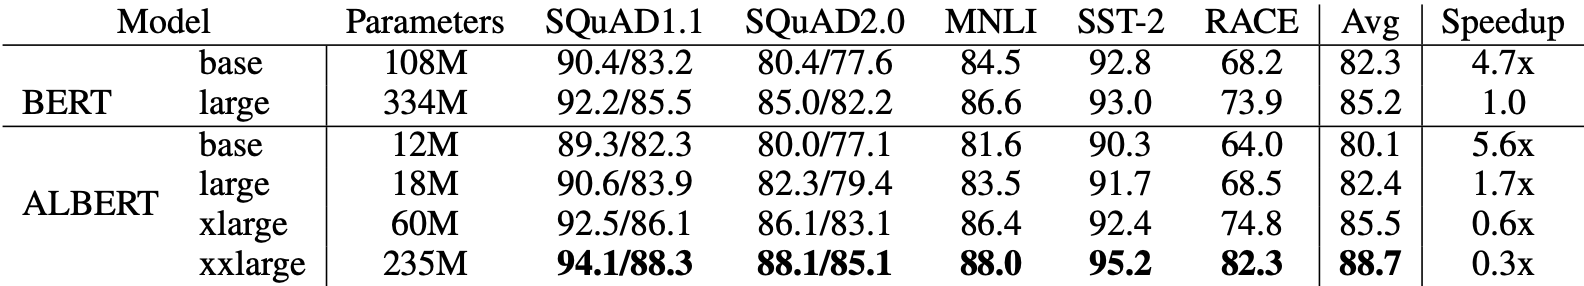 Model Parameters SQuAD1.1 SQuAD2.0 MNLI SST-2 RACE Avg Speedup
base 108M 90.4/83.2 80.4/77.6 84.5 92.8 68.2 82.3 4.7x
BERT large 334M 92.2/85.5 85.0/82.2 86.6 93.0 73.9 85.2 1.0
base 12M 89.3/82.3 80.0/77.1 81.6 90.3 64.0 80.1 5.6x
large 18M 90.6/83.9 82.3/79.4 83.5 91.7 68.5 82.4 1.7x
ALBERT
xlarge 60M 92.5/86.1 86.1/83.1 86.4 92.4 74.8 85.5 0.6x
xxlarge 235M 94.1/88.3 88.1/85.1 88.0 95.2 82.3 88.7 0.3x